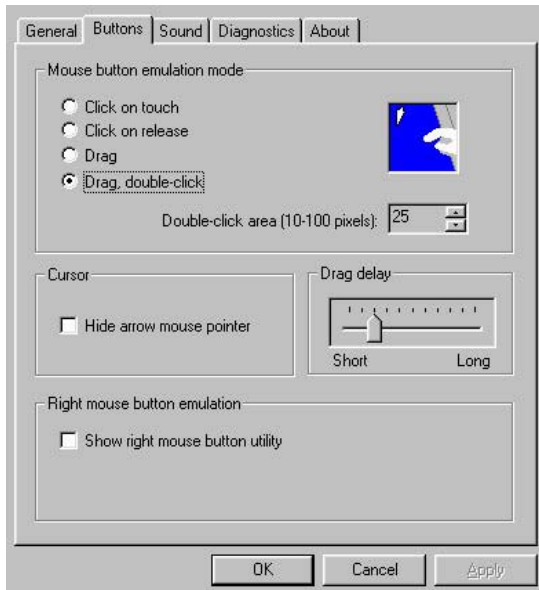 General Buttons Sound Diagnostics About
Mouse button emulation mode
Click on touch
Click on release
Drag
Drag, double-click
Double-click area (10-100 pixels): 25
Cursor
Hide arrow mouse pointer
Drag delay
Short Long
Right mouse button emulation
Show right mouse button utility
OK Cancel Apply